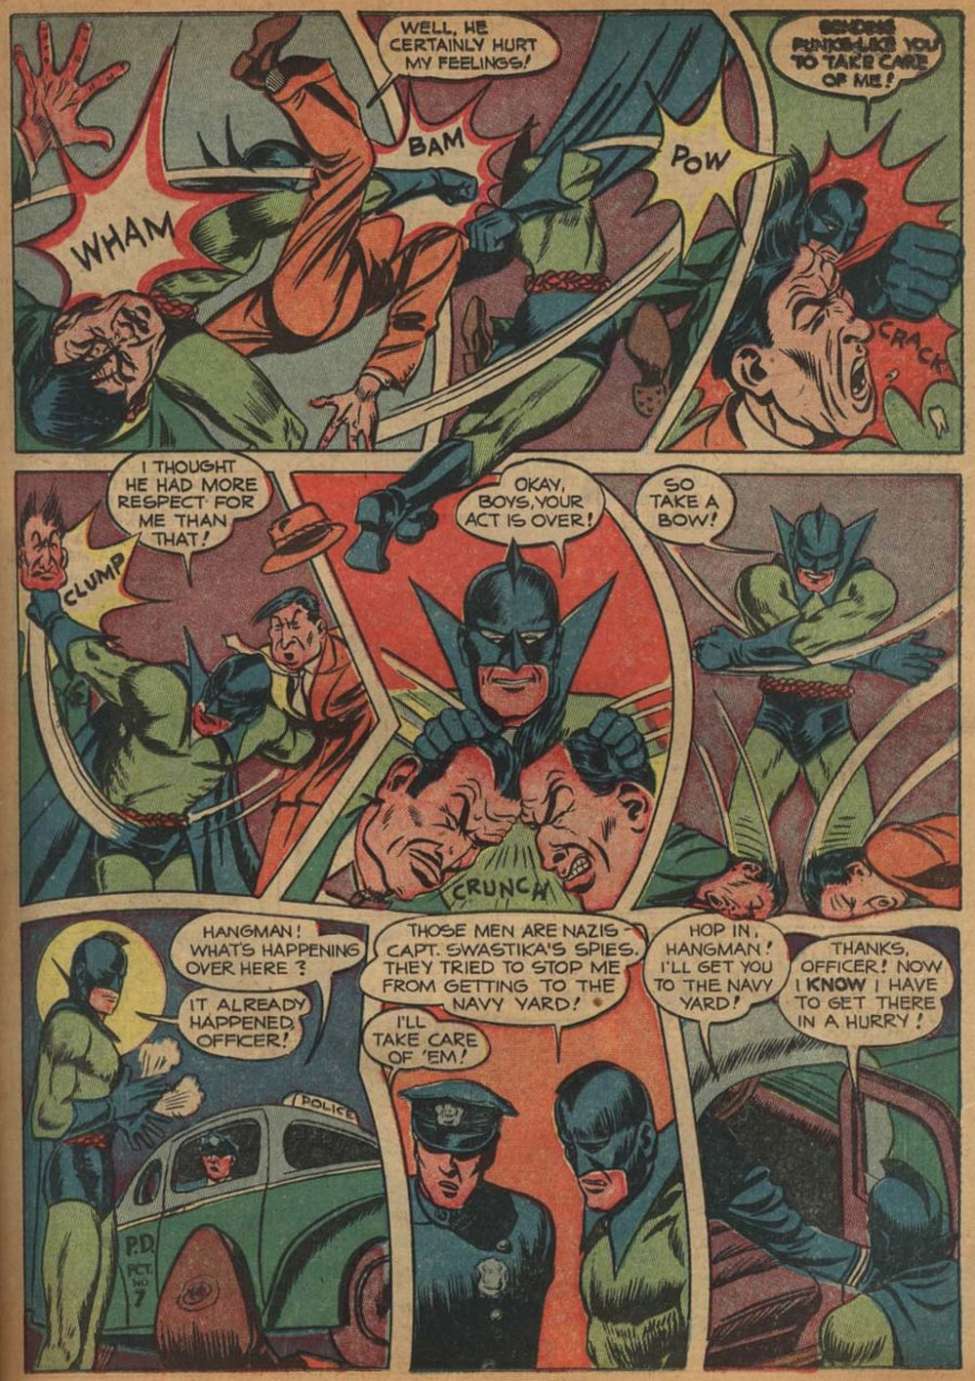 WHAM
BAM
WELL, HE
CERTAINLY HURT
MY FEELINGS!
POW
SENDING
PUNKS LIKE YOU
TO TAKE CARE
OF ME!
CRACK
I THOUGHT
HE HAD MORE
RESPECT FOR
ME THAN
THAT!
CLUMP
OKAY,
BOYS, YOUR
ACT IS OVER!
CRUNCH
SO
TAKE A
BOW!
HANGMAN!
WHAT'S HAPPENING
OVER HERE?
IT ALREADY
HAPPENED,
OFFICER!
POLICE
P.D.
PCT.
NO
7
THOSE MEN ARE NAZIS -
CAPT. SWASTIKA'S SPIES.
THEY TRIED TO STOP ME
FROM GETTING TO THE
NAVY YARD!
I'LL
TAKE CARE
OF 'EM!
HOP IN,
HANGMAN!
I'LL GET YOU
TO THE NAVY
YARD!
THANKS,
OFFICER! NOW
I KNOW I HAVE
TO GET THERE
IN A HURRY!